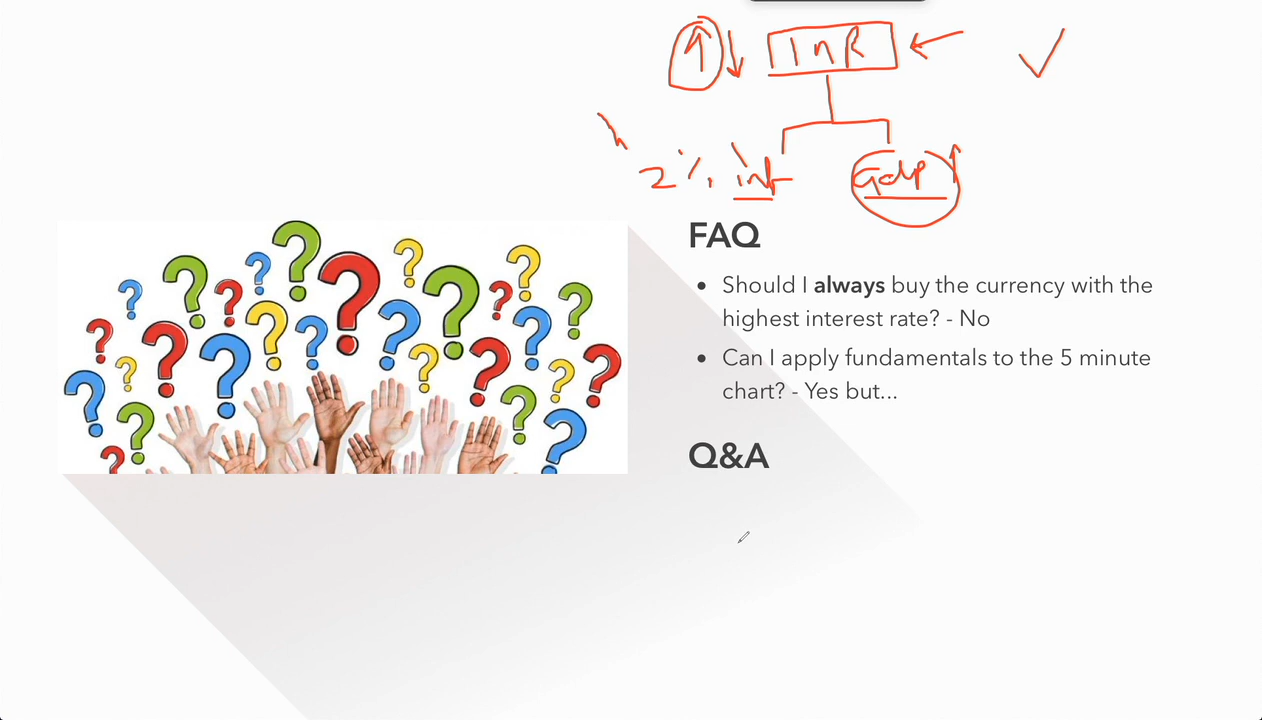 InR
2% inf GdP
FAQ
• Should I always buy the currency with the
highest interest rate? - No
• Can I apply fundamentals to the 5 minute
chart? - Yes but...
Q&A